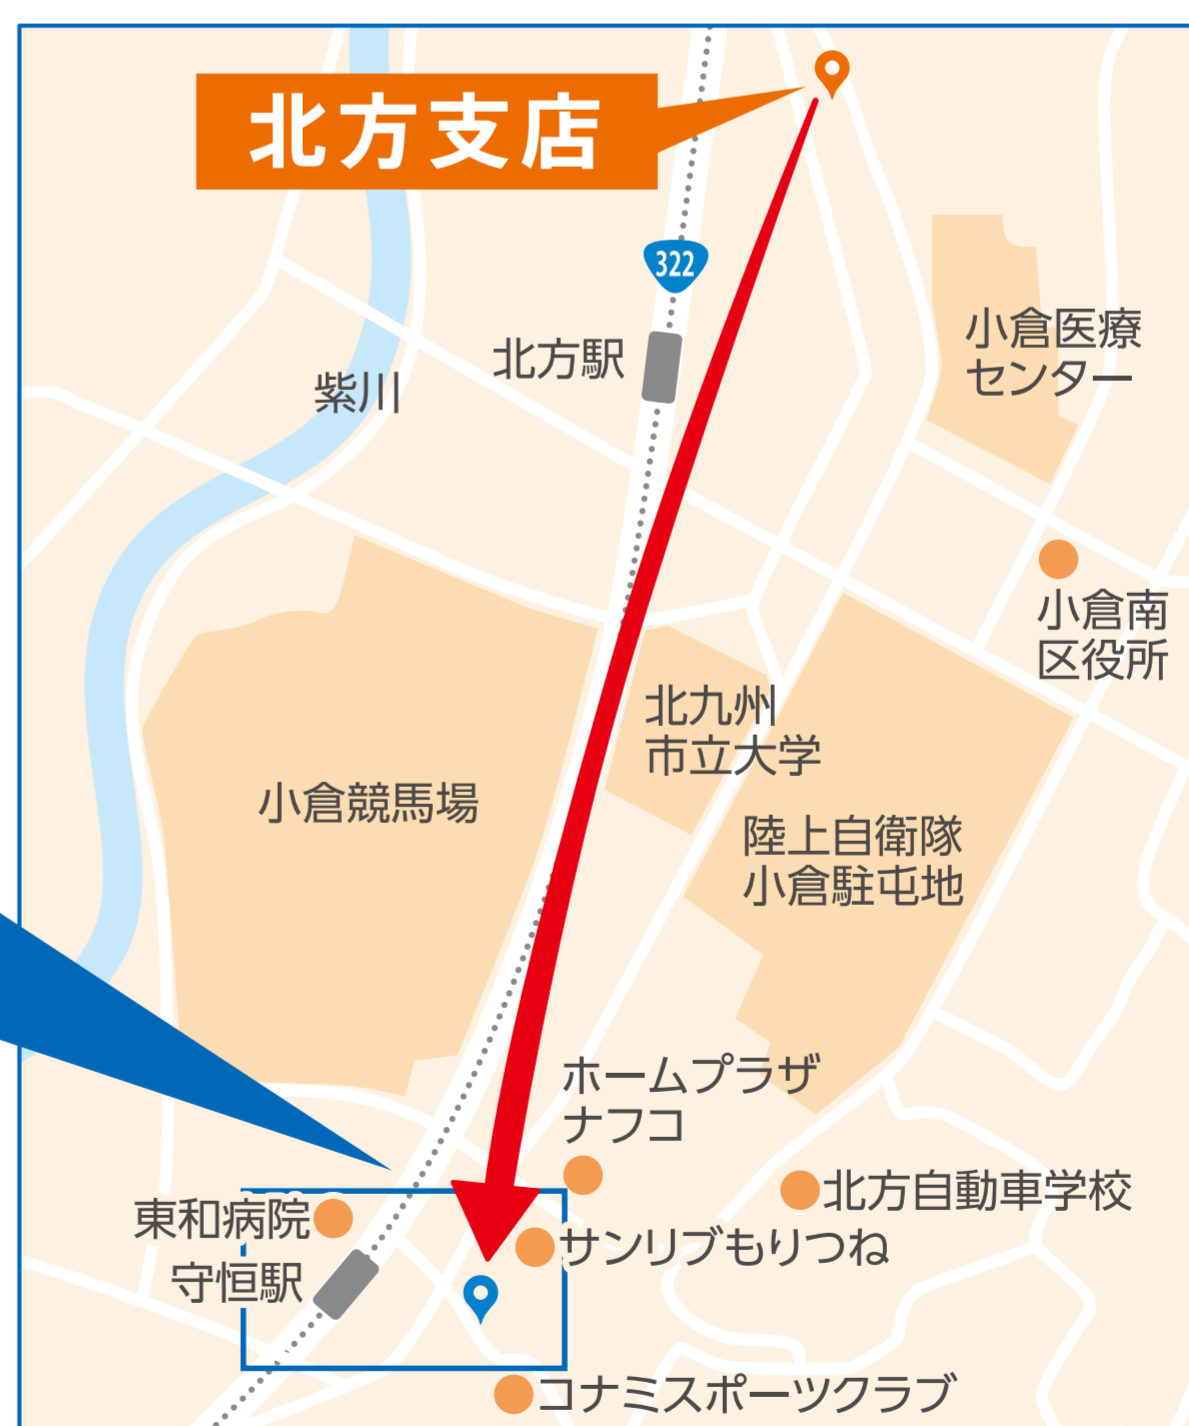 北方支店
322
北方駅
紫川
小倉医療
センター
小倉南
区役所
北九州
市立大学
小倉競馬場
陸上自衛隊
小倉駐屯地
ホームプラザ
ナフコ
東和病院
守恒駅
北方自動車学校
サンリブもりつね
コナミスポーツクラブ